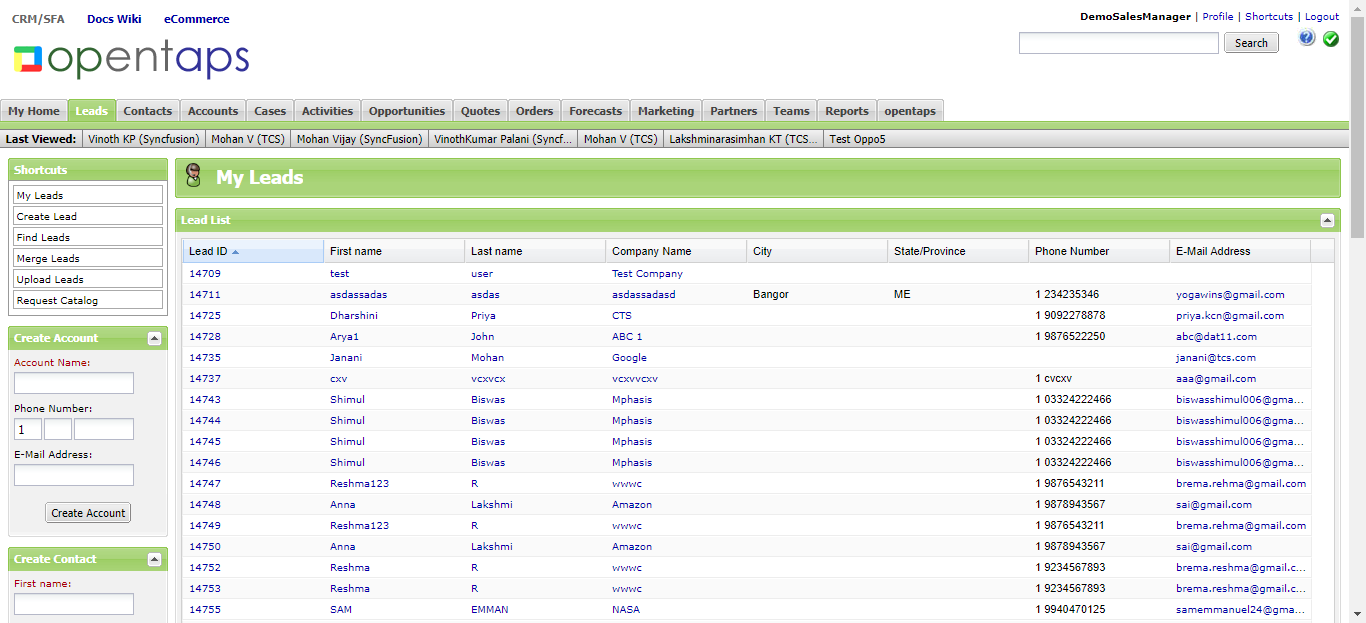 CRM/SFA Docs Wiki eCommerce
DemoSalesManager | Profile | Shortcuts | Logout
opentaps
Search
My Home Leads Contacts Accounts Cases Activities Opportunities Quotes Orders Forecasts Marketing Partners Teams Reports opentaps
Last Viewed: Vinoth KP (Syncfusion) Mohan V (TCS) Mohan Vijay (SyncFusion) VinothKumar Palani (Syncf... Mohan V (TCS) Lakshminarasimhan KT (TCS... Test Oppo5
Shortcuts
My Leads
Create Lead
Find Leads
Merge Leads
Upload Leads
Request Catalog
Create Account
Account Name:
Phone Number:
1
E-Mail Address:
Create Account
Create Contact
First name:
My Leads
Lead List
Lead ID First name Last name Company Name City State/Province Phone Number E-Mail Address
14709 test user Test Company
14711 asdassadas asdas asdassadasd Bangor ME 1 234235346 yogawins@gmail.com
14725 Dharshini Priya CTS 1 9092278878 priya.kcn@gmail.com
14728 Arya1 John ABC 1 1 9876522250 abc@dat11.com
14735 Janani Mohan Google janani@tcs.com
14737 cxv vcxvcx vcxvvcxv 1 cvcxv aaa@gmail.com
14743 Shimul Biswas Mphasis 1 03324222466 biswasshimul006@gma...
14744 Shimul Biswas Mphasis 1 03324222466 biswasshimul006@gma...
14745 Shimul Biswas Mphasis 1 03324222466 biswasshimul006@gma...
14746 Shimul Biswas Mphasis 1 03324222466 biswasshimul006@gma...
14747 Reshma123 R wwwc 1 9876543211 brema.rehma@gmail.com
14748 Anna Lakshmi Amazon 1 9878943567 sai@gmail.com
14749 Reshma123 R wwwc 1 9876543211 brema.rehma@gmail.com
14750 Anna Lakshmi Amazon 1 9878943567 sai@gmail.com
14752 Reshma R wwwc 1 9234567893 brema.reshma@gmail.c...
14753 Reshma R wwwc 1 9234567893 brema.reshma@gmail.c...
14755 SAM EMMAN NASA 1 9940470125 samemmanuel24@gma...